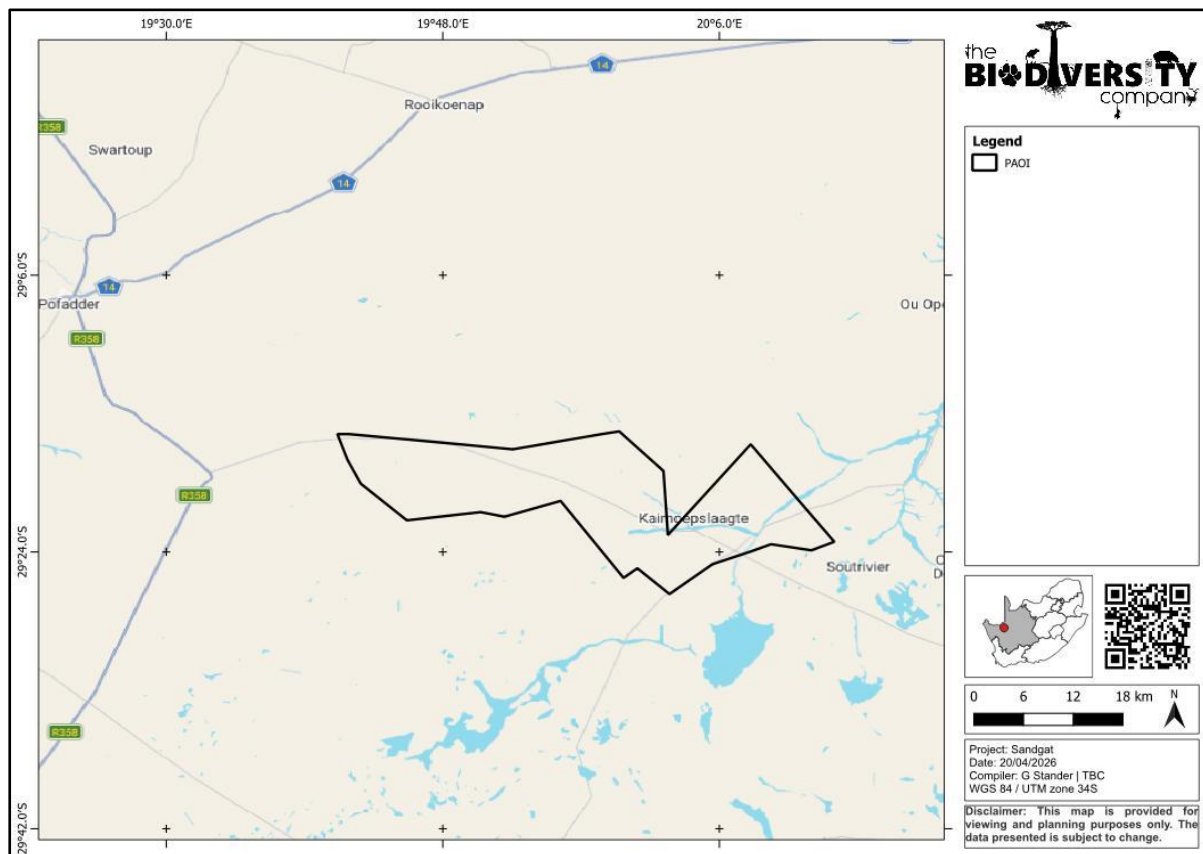 19°30.0'E 19°48.0'E 20°6.0'E
14
14
R358
Rooikoenap
Swartoup
14
29°6.0'S
14
Pofadder
Ou Ope
R358
R358
Kaimoepslaagte
29°24.0'S
Soutrivier
R358
29°42.0'S
the
BIODIVERSITY
company
Legend
PAOI
0 6 12 18 km
N
Project: Sandgat
Date: 20/04/2026
Compiler: G Stander | TBC
WGS 84 / UTM zone 34S
Disclaimer: This map is provided for
viewing and planning purposes only. The
data presented is subject to change.